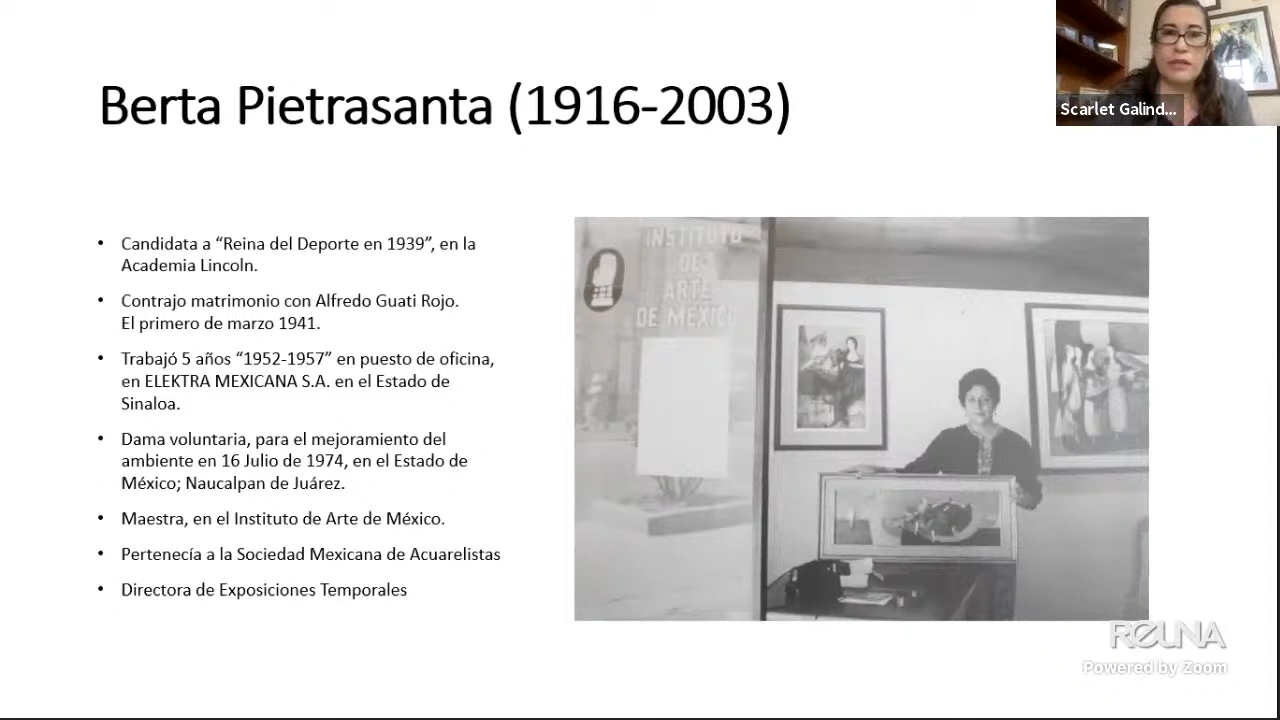 Berta Pietrasanta (1916-2003)
Scarlet Galind...
• Candidata a “Reina del Deporte en 1939”, en la
Academia Lincoln.
• Contrajo matrimonio con Alfredo Guati Rojo.
El primero de marzo 1941.
• Trabajó 5 años “1952-1957” en puesto de oficina,
en ELEKTRA MEXICANA S.A. en el Estado de
Sinaloa.
• Dama voluntaria, para el mejoramiento del
ambiente en 16 Julio de 1974, en el Estado de
México; Naucalpan de Juárez.
• Maestra, en el Instituto de Arte de México.
• Pertenecía a la Sociedad Mexicana de Acuarelistas
• Directora de Exposiciones Temporales
INSTITUTO
DE
ARTE
DE MEXICO
REUNA
Powered by Zoom